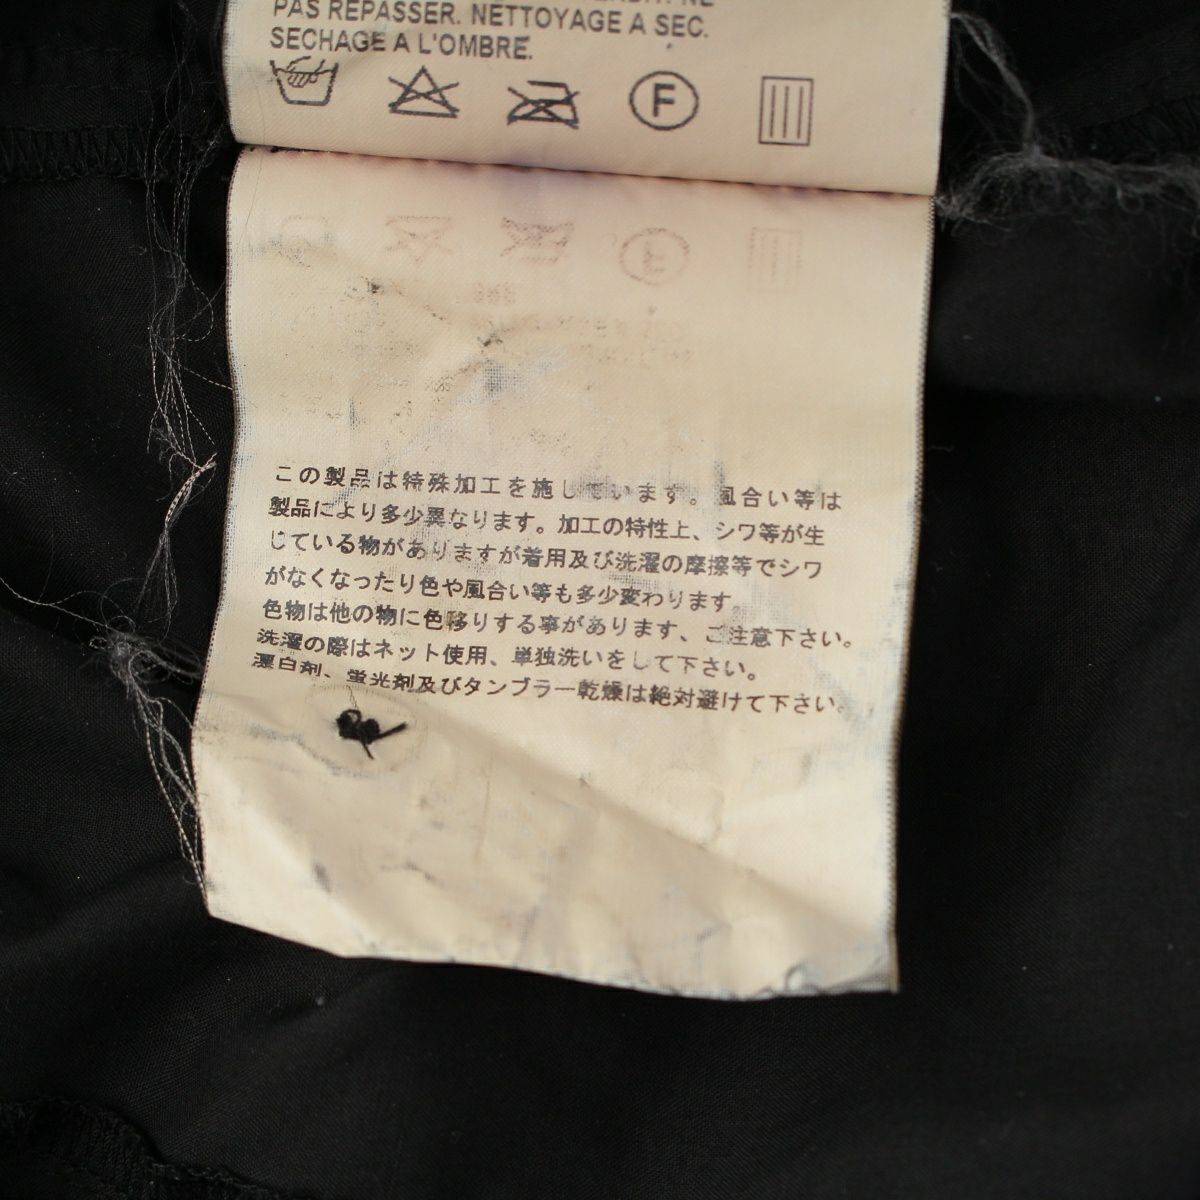 PAS REPASSER. NETTOYAGE A SEC.
SECHAGE A L'OMBRE.
F
この製品は特殊加工を施しています。風合い等は
製品により多少異なります。加工の特性上、シワ等が生
じている物がありますが着用及び洗濯の摩擦等でシワ
がなくなったり色や風合い等も多少変わります。
色物は他の物に色移りする事があります、ご注意下さい。
洗濯の際はネット使用、単独洗いをして下さい。
漂白剤、蛍光剤及びタンブラー乾燥は絶対避けて下さい。